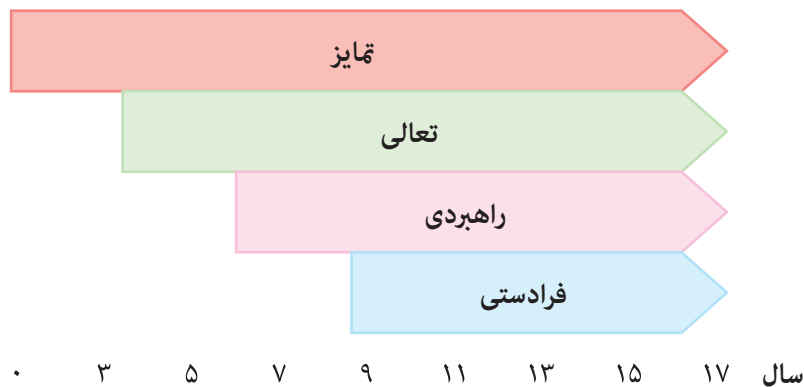 تمایز
تعالی
راهبردی
فرادستی
۰ ۳ ۵ ۷ ۹ ۱۱ ۱۳ ۱۵ ۱۷ سال